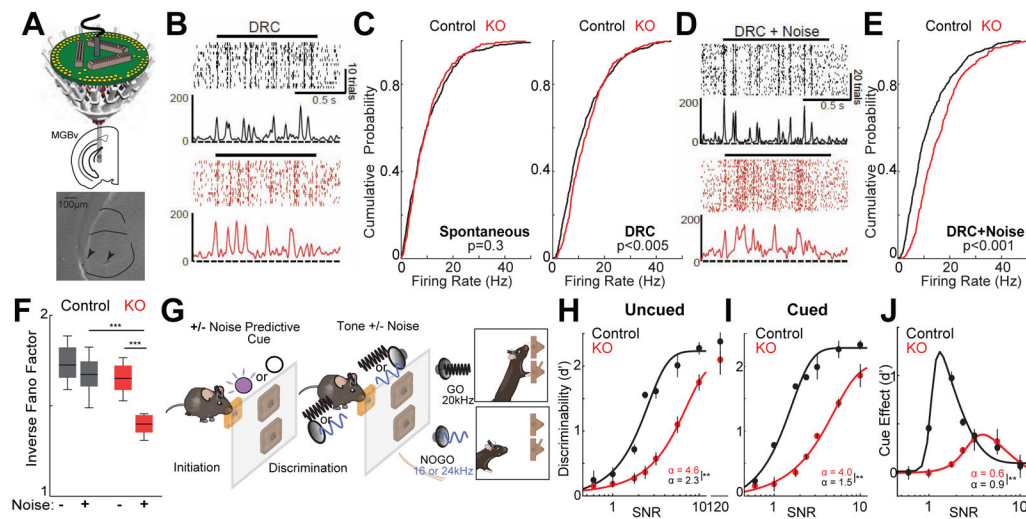 A
MGBv
100µm
B
DRC
10 trials
0.5 s
200
0
200
0
C
Control KO
Cumulative Probability
0.8
0.4
0 20 40
Firing Rate (Hz)
Spontaneous
p=0.3
Control KO
0.8
0.4
0 20 40
Firing Rate (Hz)
DRC
p<0.005
D
DRC + Noise
20 trials
0.5 s
200
0
200
0
E
Control KO
Cumulative Probability
0.8
0.4
0 20 40
Firing Rate (Hz)
DRC+Noise
p<0.001
F
Control KO
Inverse Fano Factor
2
1
***
***
Noise: - + - +
G
+/- Noise Predictive
Cue
or
Initiation
Tone +/- Noise
or
or
Discrimination
GO
20kHz
NOGO
16 or 24kHz
H
Uncued
Control
KO
Discriminability (d')
2
1
0
α = 4.6
α = 2.3
**
1 10 120
SNR
I
Cued
Control
KO
2
1
0
α = 4.0
α = 1.5
**
1 10
SNR
J
Control
KO
Cue Effect (d')
1
0
α = 0.6
α = 0.9
**
1 10
SNR